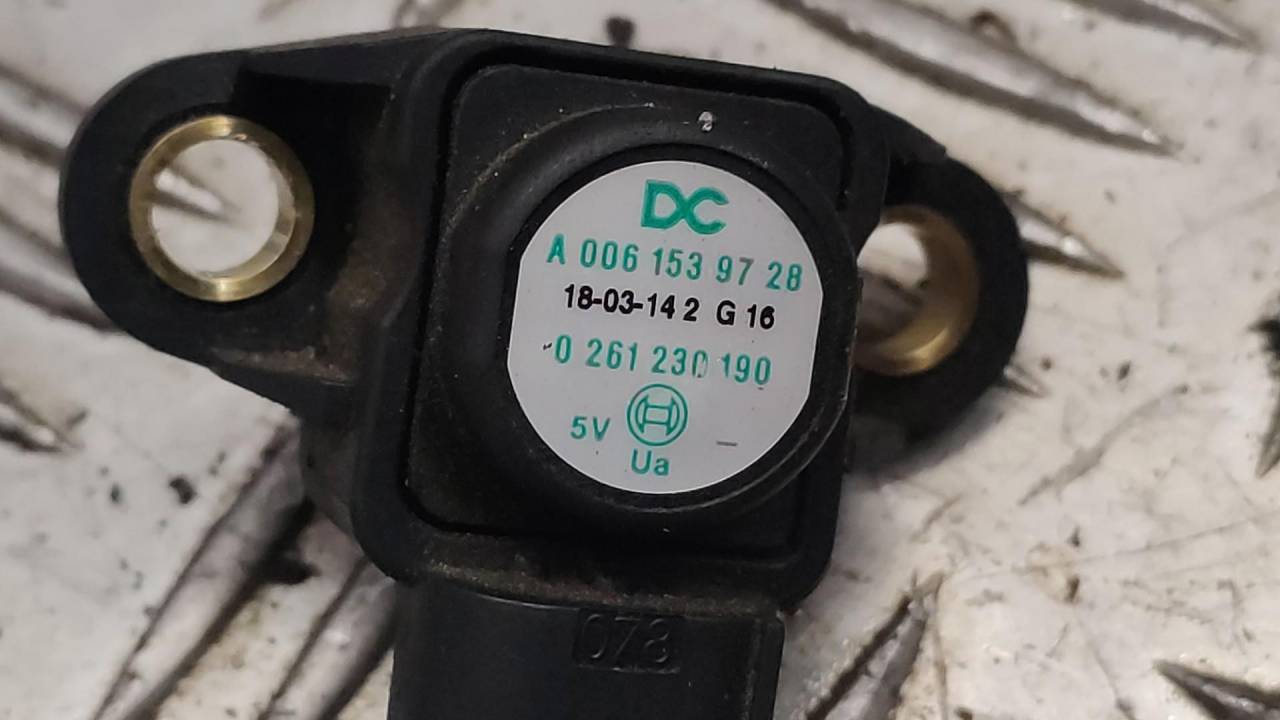 DC
A 006 153 97 28
18-03-14 2 G 16
0 261 230 190
5V
Ua
078